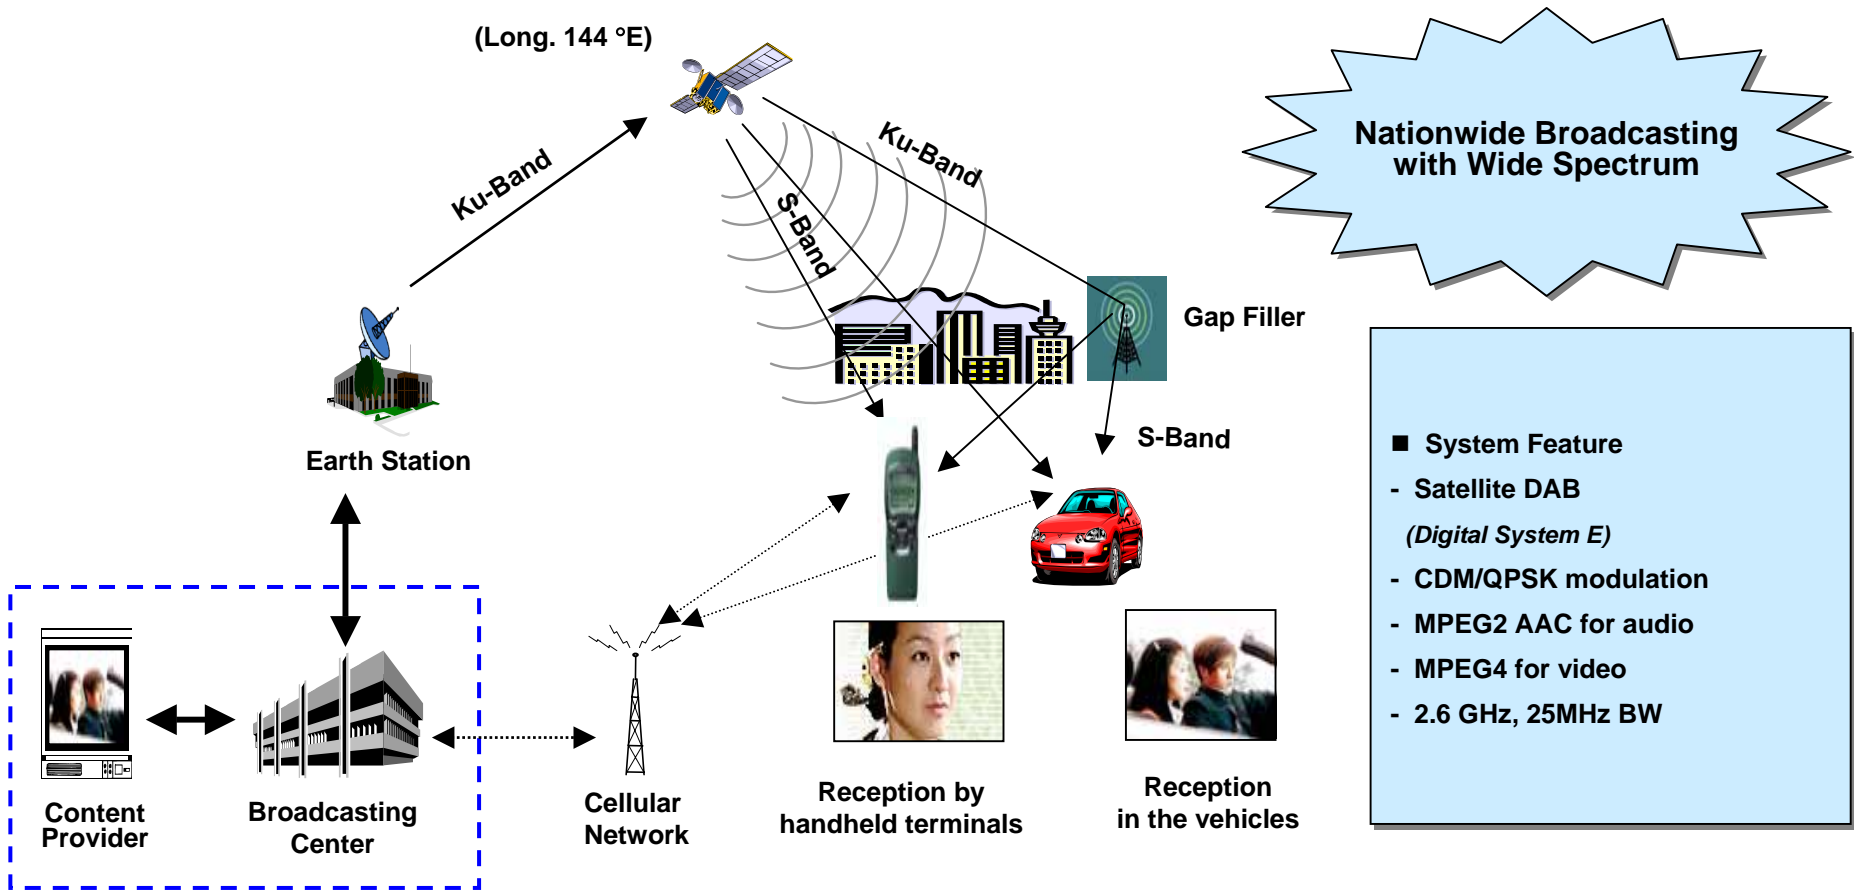 (Long. 144 °E)
Ku-Band
Ku-Band
S-Band
Nationwide Broadcasting
with Wide Spectrum
Gap Filler
S-Band
Earth Station
■ System Feature
- Satellite DAB
(Digital System E)
- CDM/QPSK modulation
- MPEG2 AAC for audio
- MPEG4 for video
- 2.6 GHz, 25MHz BW
Content
Provider
Broadcasting
Center
Cellular
Network
Reception by
handheld terminals
Reception
in the vehicles